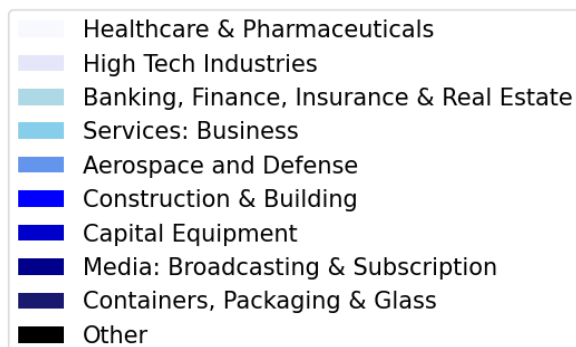 Healthcare & Pharmaceuticals
High Tech Industries
Banking, Finance, Insurance & Real Estate
Services: Business
Aerospace and Defense
Construction & Building
Capital Equipment
Media: Broadcasting & Subscription
Containers, Packaging & Glass
Other